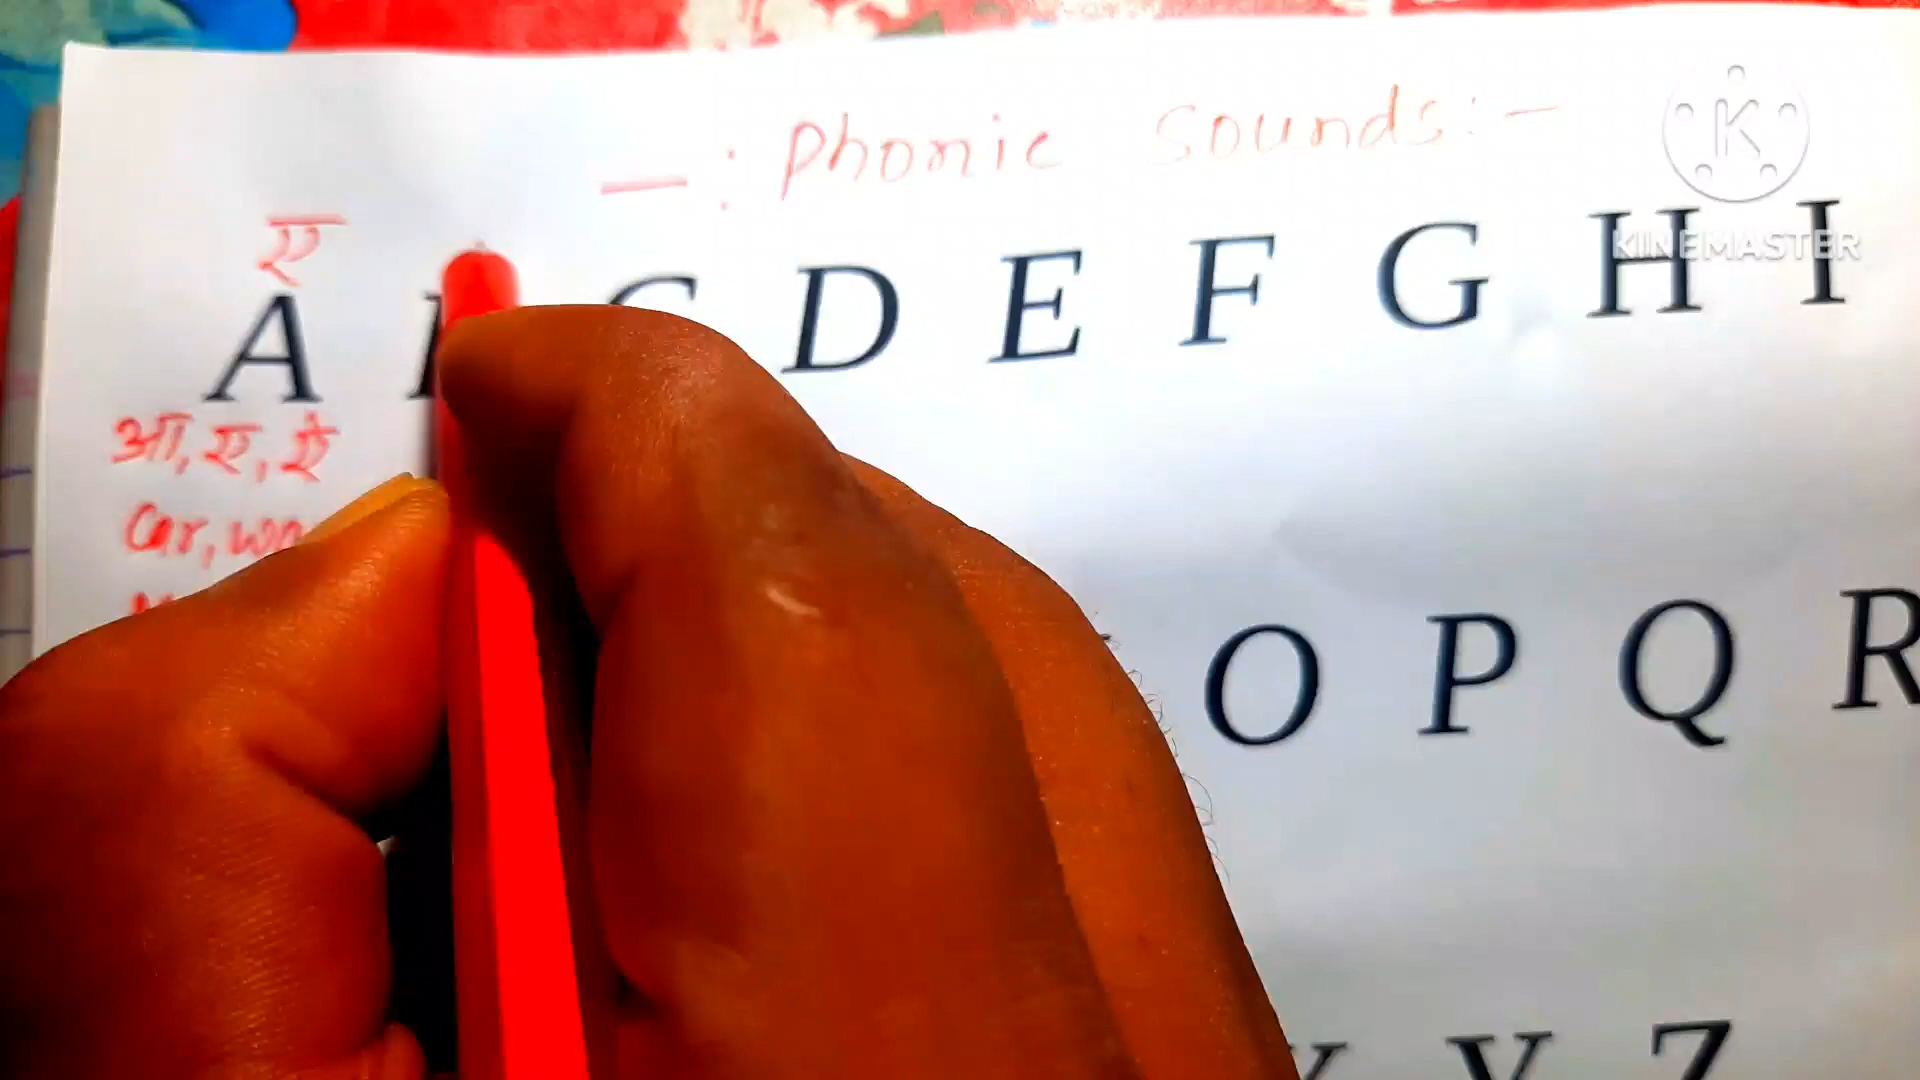 —: Phonic Sounds:-
K
KINEMASTER
ए
A D E F G H I
ऑ, ए, ऐ
Car,
O P Q R
Y Z